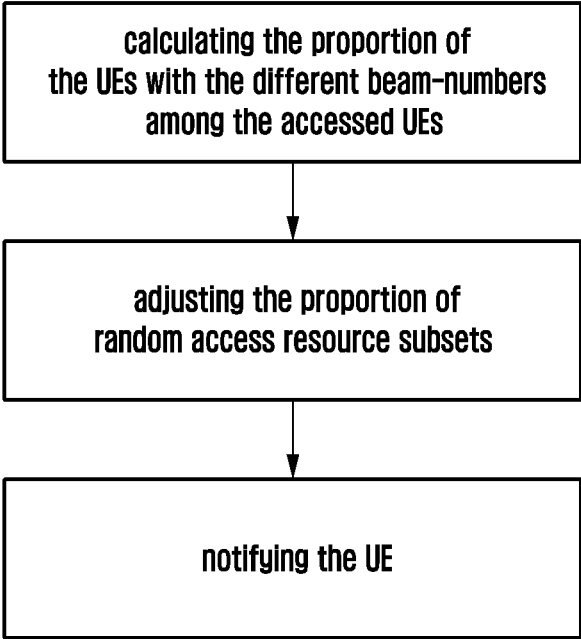 calculating the proportion of
the UEs with the different beam-numbers
among the accessed UEs
adjusting the proportion of
random access resource subsets
notifying the UE